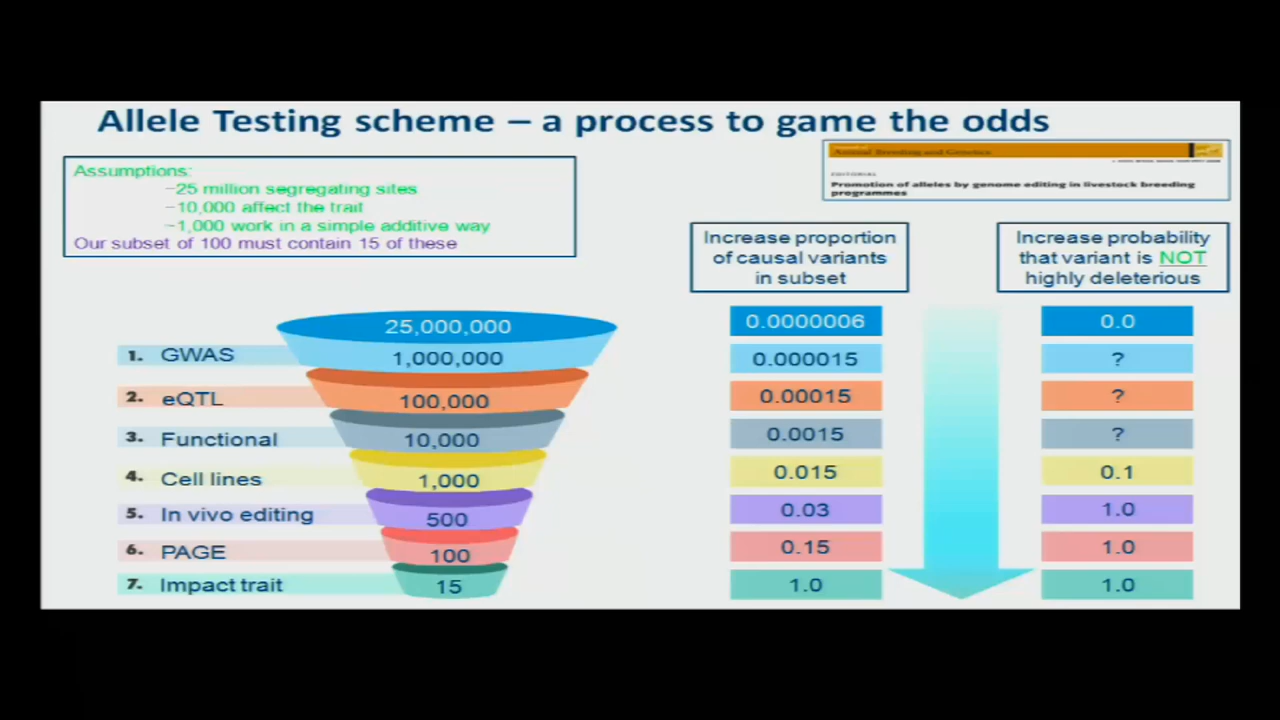 Allele Testing scheme – a process to game the odds
Assumptions:
−25 million segregating sites
−10,000 affect the trait
−1,000 work in a simple additive way
Our subset of 100 must contain 15 of these
Animal Breeding and Genetics
EDITORIAL
Promotion of alleles by genome editing in livestock breeding
programmes
Increase proportion
of causal variants
in subset
Increase probability
that variant is NOT
highly deleterious
25,000,000
0.0000006
0.0
1. GWAS
1,000,000
0.000015
?
2. eQTL
100,000
0.00015
?
3. Functional
10,000
0.0015
?
4. Cell lines
1,000
0.015
0.1
5. In vivo editing
500
0.03
1.0
6. PAGE
100
0.15
1.0
7. Impact trait
15
1.0
1.0